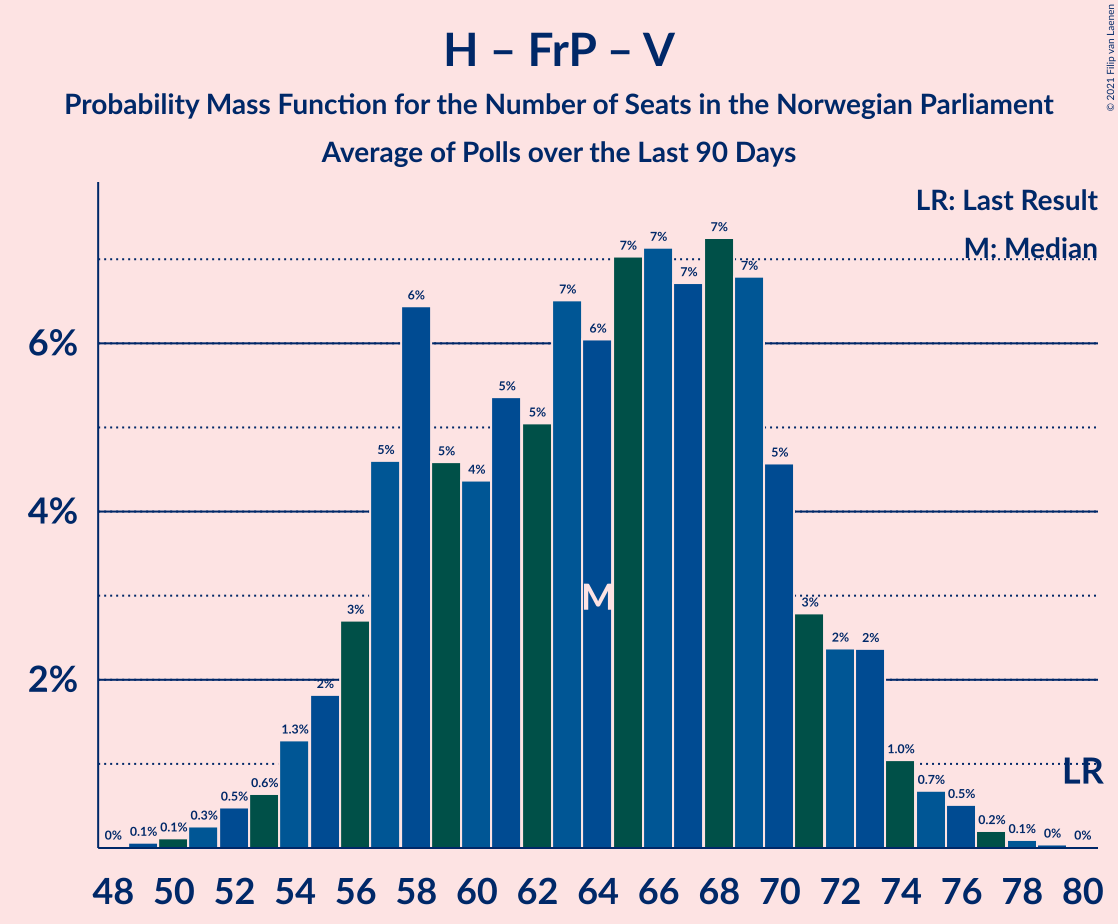 H – FrP – V
Probability Mass Function for the Number of Seats in the Norwegian Parliament
Average of Polls over the Last 90 Days
© 2021 Filip van Laenen
LR: Last Result
M: Median
6%
4%
2%
0% 0.1% 0.1% 0.3% 0.5% 0.6% 1.3% 2% 3% 5% 6% 5% 4% 5% 5% 7% 6% 7% 7% 7% 7% 7% 5% 3% 2% 2% 1.0% 0.7% 0.5% 0.2% 0.1% 0% 0%
M
LR
48 50 52 54 56 58 60 62 64 66 68 70 72 74 76 78 80